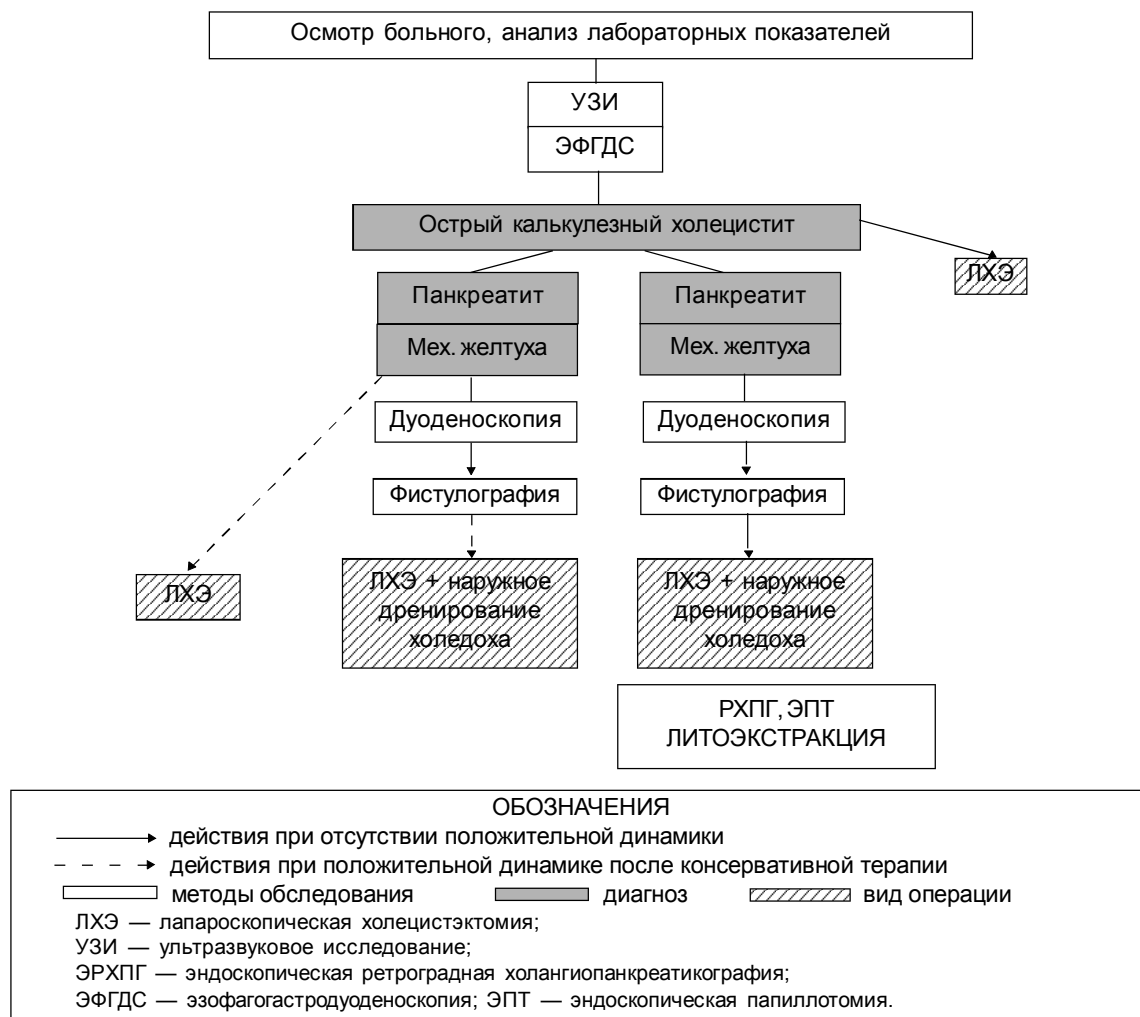 Осмотр больного, анализ лабораторных показателей
УЗИ
ЭФГДС
Острый калькулезный холецистит
ЛХЭ
Панкреатит
Мех. желтуха
Панкреатит
Мех. желтуха
Дуоденоскопия
Дуоденоскопия
Фистулография
Фистулография
ЛХЭ
ЛХЭ + наружное
дренирование
холедоха
ЛХЭ + наружное
дренирование
холедоха
РХПГ, ЭПТ
ЛИТОЭКСТРАКЦИЯ
ОБОЗНАЧЕНИЯ
действия при отсутствии положительной динамики
действия при положительной динамике после консервативной терапии
методы обследования диагноз вид операции
ЛХЭ — лапароскопическая холецистэктомия;
УЗИ — ультразвуковое исследование;
ЭРХПГ — эндоскопическая ретроградная холангиопанкреатикография;
ЭФГДС — эзофагогастродуоденоскопия; ЭПТ — эндоскопическая папиллотомия.